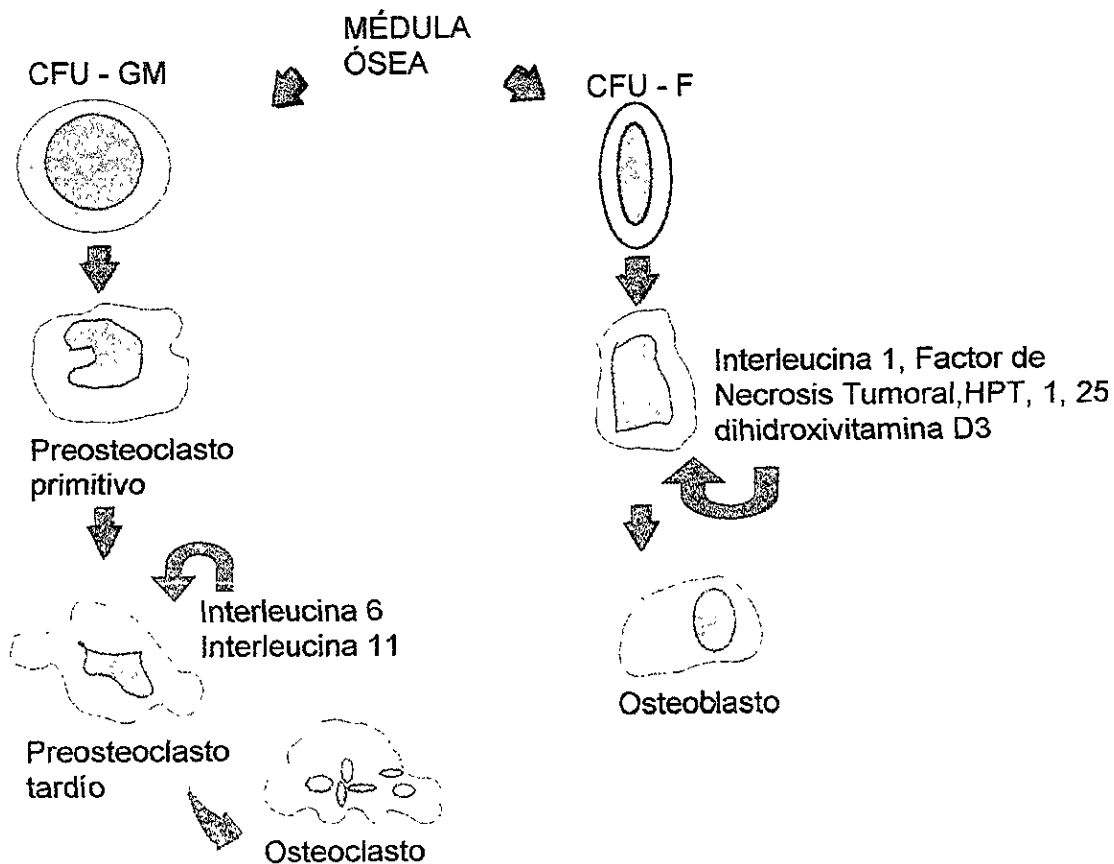 MÉDULA
ÓSEA
CFU - GM
CFU - F
Interleucina 1, Factor de
Necrosis Tumoral,HPT, 1, 25
dihidroxivitamina D3
Preosteoclasto
primitivo
Interleucina 6
Interleucina 11
Osteoblasto
Preosteoclasto
tardío
Osteoclasto